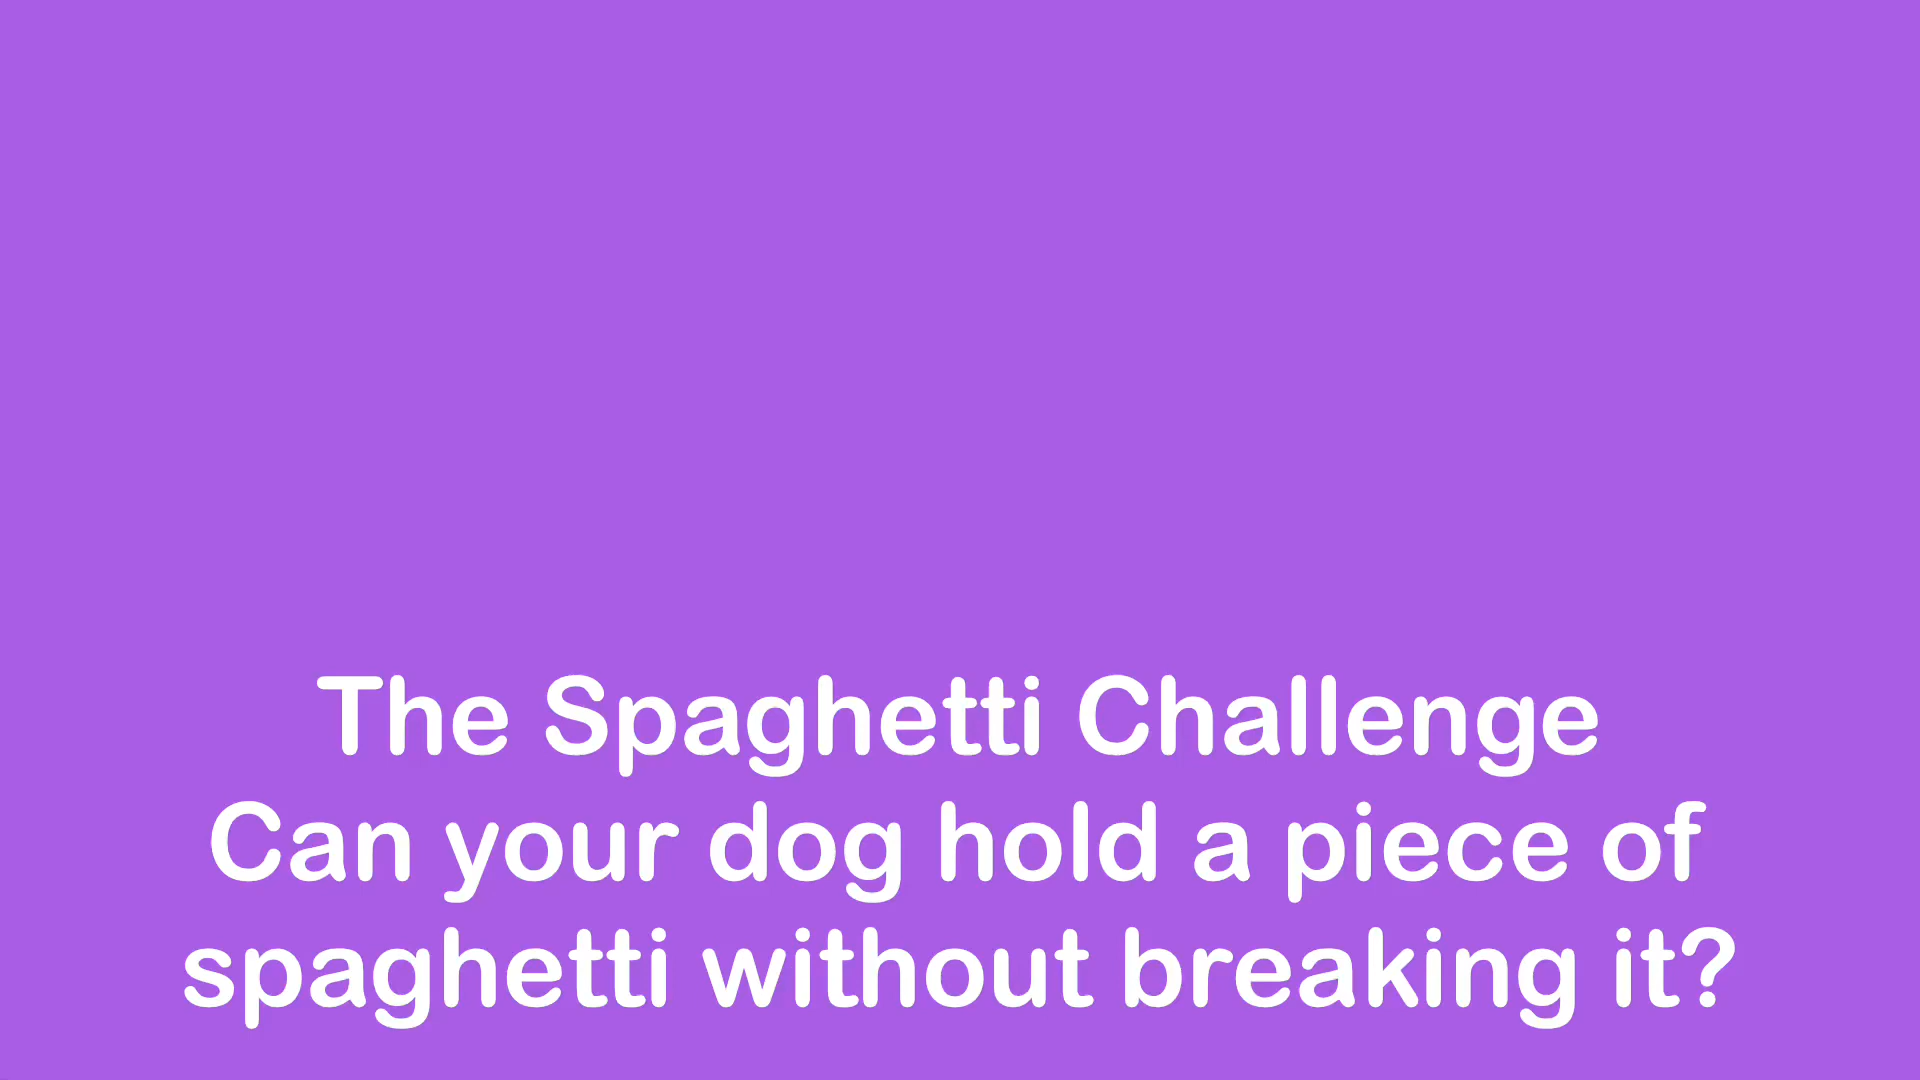 The Spaghetti Challenge
Can your dog hold a piece of
spaghetti without breaking it?